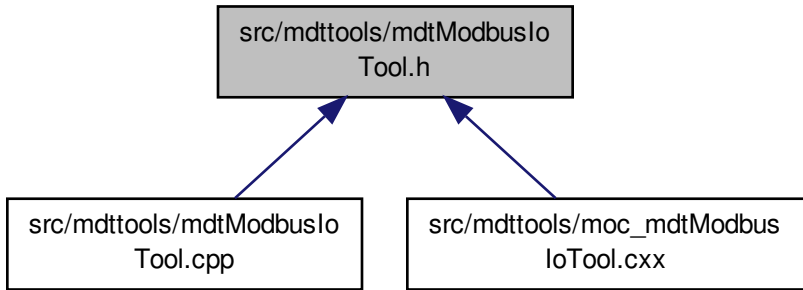 src/mdttools/mdtModbusIo
Tool.h
src/mdttools/mdtModbusIo
Tool.cpp
src/mdttools/moc_mdtModbus
IoTool.cxx